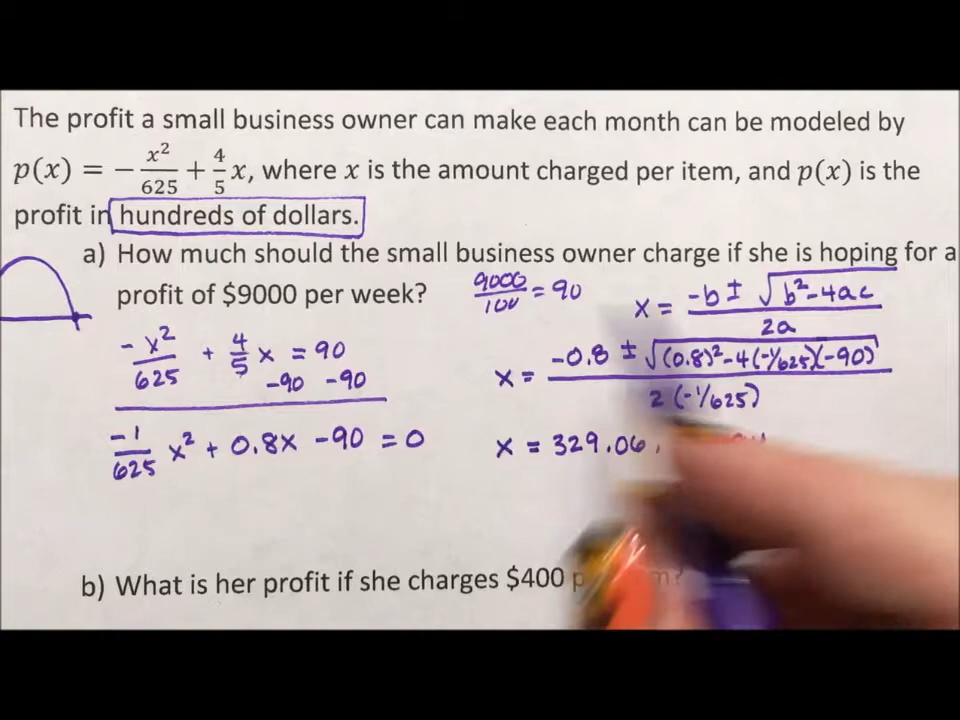 The profit a small business owner can make each month can be modeled by
p(x) = −x²/625 + 4/5 x, where x is the amount charged per item, and p(x) is the
profit in hundreds of dollars.
a) How much should the small business owner charge if she is hoping for a
profit of $9000 per week?
9000/100 = 90
x = (-b ± √(b²-4ac))/2a
-x²/625 + 4/5 x = 90
-90 -90
x = (-0.8 ± √((0.8)²-4(-1/625)(-90)))/2(-1/625)
-1/625 x² + 0.8x -90 = 0
x = 329.06,
b) What is her profit if she charges $400